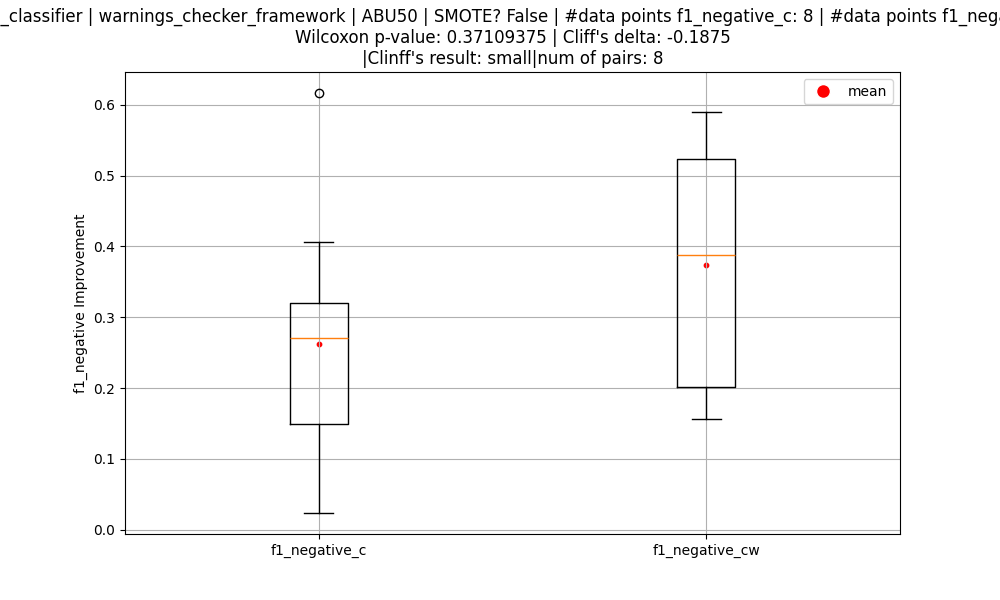 _classifier | warnings_checker_framework | ABU50 | SMOTE? False | #data points f1_negative_c: 8 | #data points
Wilcoxon p-value: 0.37109375 | Cliff's delta: -0.1875
|Clinff's result: small|num of pairs: 8
mean
0.6
0.5
0.4
0.3
0.2
0.1
0.0
f1_negative Improvement
f1_negative_c
f1_negative_cw